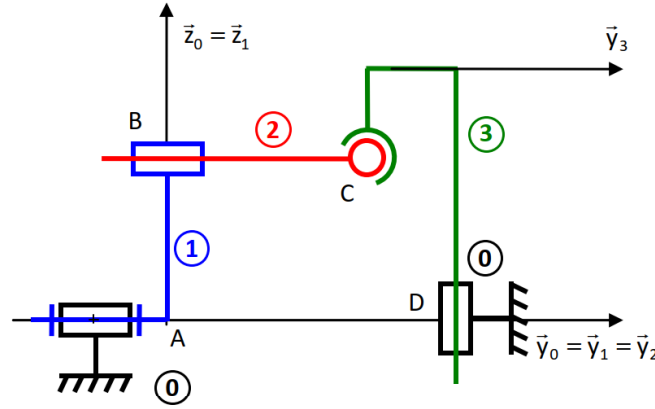 z⃗₀ = z⃗₁
y⃗₃
B
2
3
C
1
0
D
A
y⃗₀ = y⃗₁ = y⃗₂
0